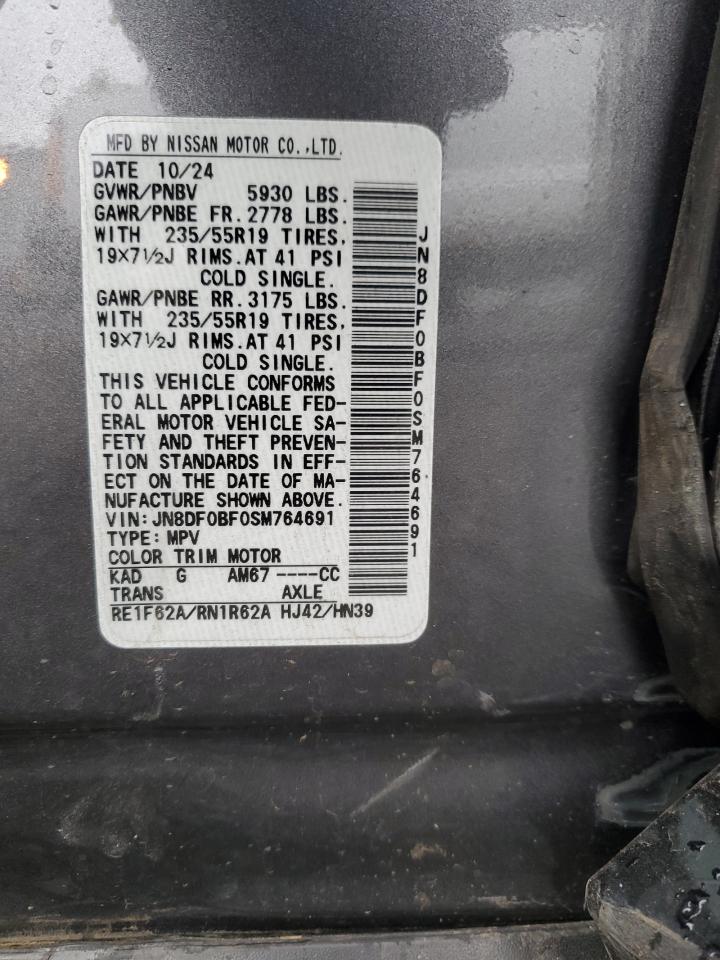 MFD BY NISSAN MOTOR CO.,LTD.
DATE 10/24
GVWR/PNBV 5930 LBS.
GAWR/PNBE FR. 2778 LBS.
WITH 235/55R19 TIRES,
19X7½J RIMS.AT 41 PSI
COLD SINGLE.
GAWR/PNBE RR. 3175 LBS.
WITH 235/55R19 TIRES,
19X7½J RIMS.AT 41 PSI
COLD SINGLE.
THIS VEHICLE CONFORMS
TO ALL APPLICABLE FED-
ERAL MOTOR VEHICLE SA-
FETY AND THEFT PREVEN-
TION STANDARDS IN EFF-
ECT ON THE DATE OF MA-
NUFACTURE SHOWN ABOVE.
VIN: JN8DF0BF0SM764691
TYPE: MPV
COLOR TRIM MOTOR
KAD G AM67 ----CC
TRANS AXLE
RE1F62A/RN1R62A HJ42/HN39
JN8DF0BF0SM764691